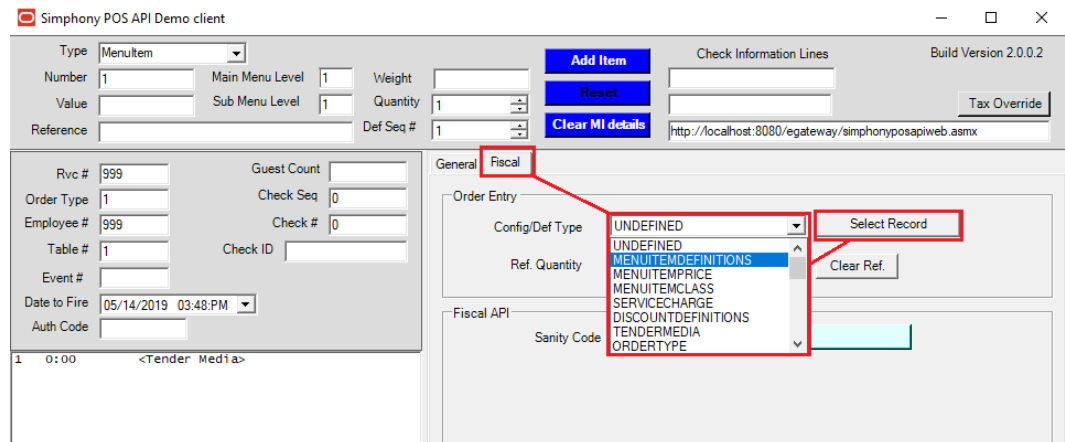 Simphony POS API Demo client
Type MenuItem Add Item Check Information Lines Build Version 2.0.0.2
Number 1 Main Menu Level 1 Weight
Reset
Value Sub Menu Level 1 Quantity 1 Tax Override
Reference Def Seq # 1 Clear MI details http://localhost:8080/egateway/simphonyposapiweb.asmx
Rvc # 999 Guest Count
Order Type 1 Check Seq 0
Employee # 999 Check # 0
Table # 1 Check ID
Event #
Date to Fire 05/14/2019 03:48:PM
Auth Code
1 0:00 <Tender Media>
General Fiscal
Order Entry
Config/Def Type UNDEFINED Select Record
UNDEFINED
MENUITEMDEFINITIONS
Ref. Quantity Clear Ref.
MENUITEMPRICE
MENUITEMCLASS
SERVICECHARGE
DISCOUNTDEFINITIONS
TENDERMEDIA
ORDERTYPE
Fiscal API
Sanity Code